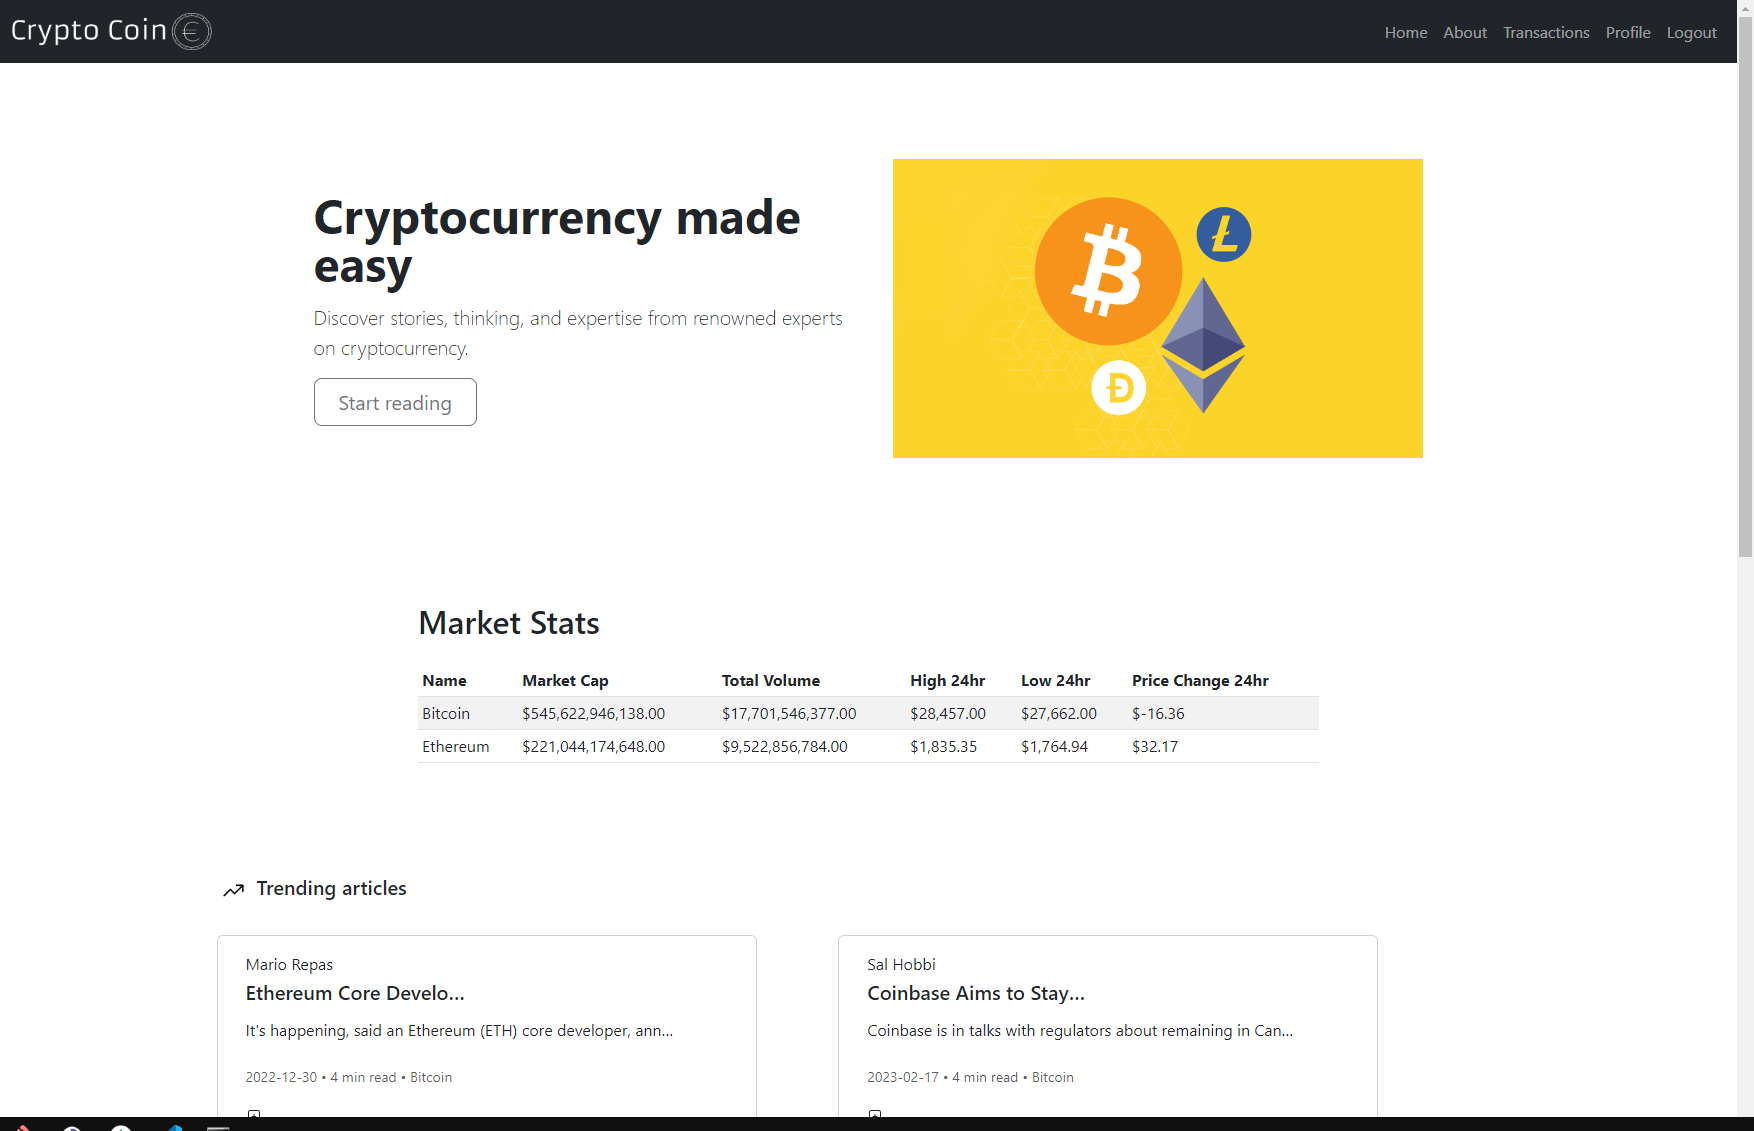 Crypto Coin
Home About Transactions Profile Logout
Cryptocurrency made
easy
Discover stories, thinking, and expertise from renowned experts
on cryptocurrency.
Start reading
Market Stats
Name Market Cap Total Volume High 24hr Low 24hr Price Change 24hr
Bitcoin $545,622,946,138.00 $17,701,546,377.00 $28,457.00 $27,662.00 $-16.36
Ethereum $221,044,174,648.00 $9,522,856,784.00 $1,835.35 $1,764.94 $32.17
Trending articles
Mario Repas
Ethereum Core Develo...
It's happening, said an Ethereum (ETH) core developer, ann...
2022-12-30 • 4 min read • Bitcoin
Sal Hobbi
Coinbase Aims to Stay...
Coinbase is in talks with regulators about remaining in Can...
2023-02-17 • 4 min read • Bitcoin